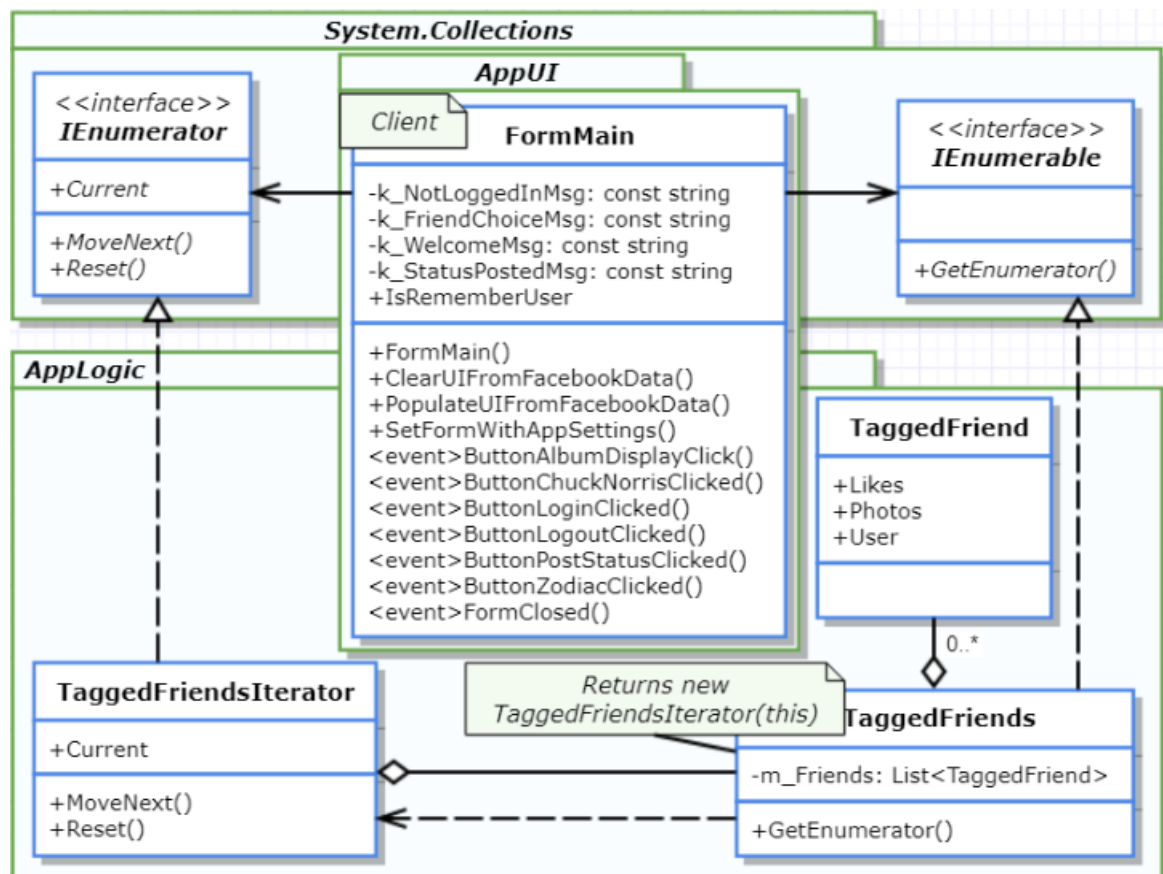 System.Collections
<<interface>>
IEnumerator
+Current
+MoveNext()
+Reset()
AppUI
Client
FormMain
-k_NotLoggedInMsg: const string
-k_FriendChoiceMsg: const string
-k_WelcomeMsg: const string
-k_StatusPostedMsg: const string
+IsRememberUser
+FormMain()
+ClearUIFromFacebookData()
+PopulateUIFromFacebookData()
+SetFormWithAppSettings()
<event>ButtonAlbumDisplayClick()
<event>ButtonChuckNorrisClicked()
<event>ButtonLoginClicked()
<event>ButtonLogoutClicked()
<event>ButtonPostStatusClicked()
<event>ButtonZodiacClicked()
<event>FormClosed()
<<interface>>
IEnumerable
+GetEnumerator()
AppLogic
TaggedFriend
+Likes
+Photos
+User
0..*
TaggedFriendsIterator
+Current
+MoveNext()
+Reset()
Returns new
TaggedFriendsIterator(this)
TaggedFriends
-m_Friends: List<TaggedFriend>
+GetEnumerator()